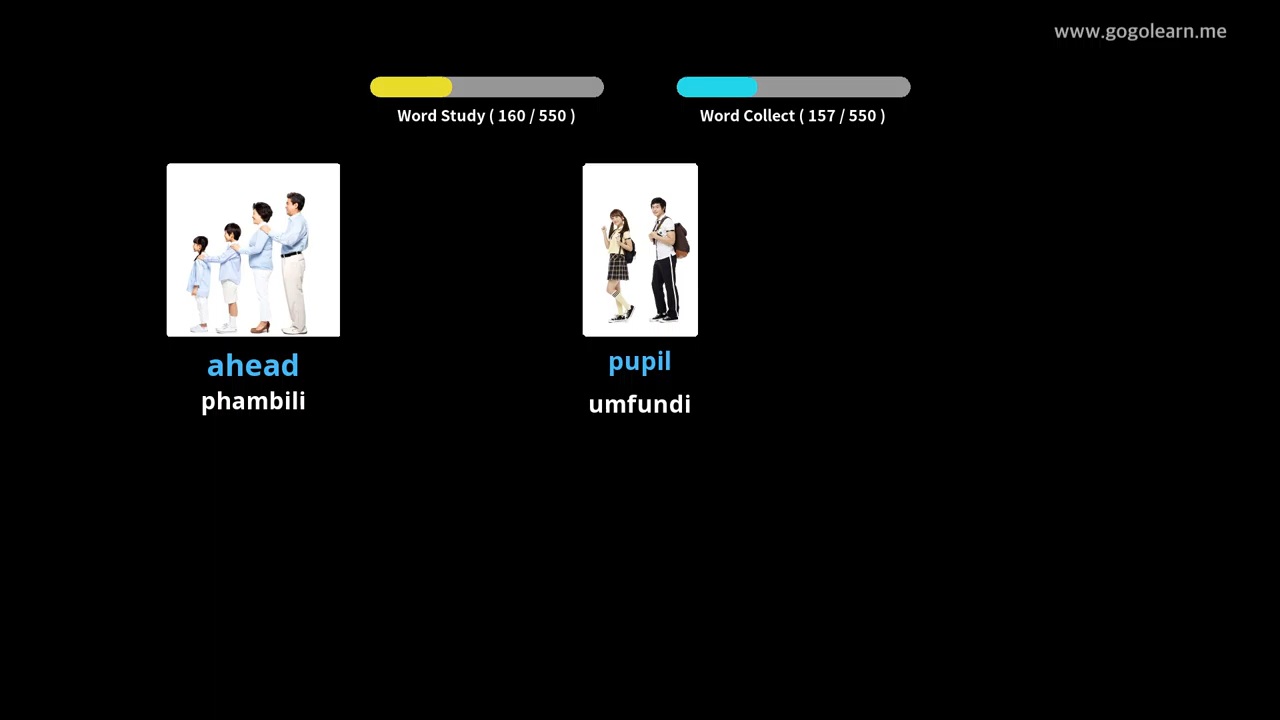 www.gogolearn.me
Word Study ( 160 / 550 )
Word Collect ( 157 / 550 )
ahead
phambili
pupil
umfundi